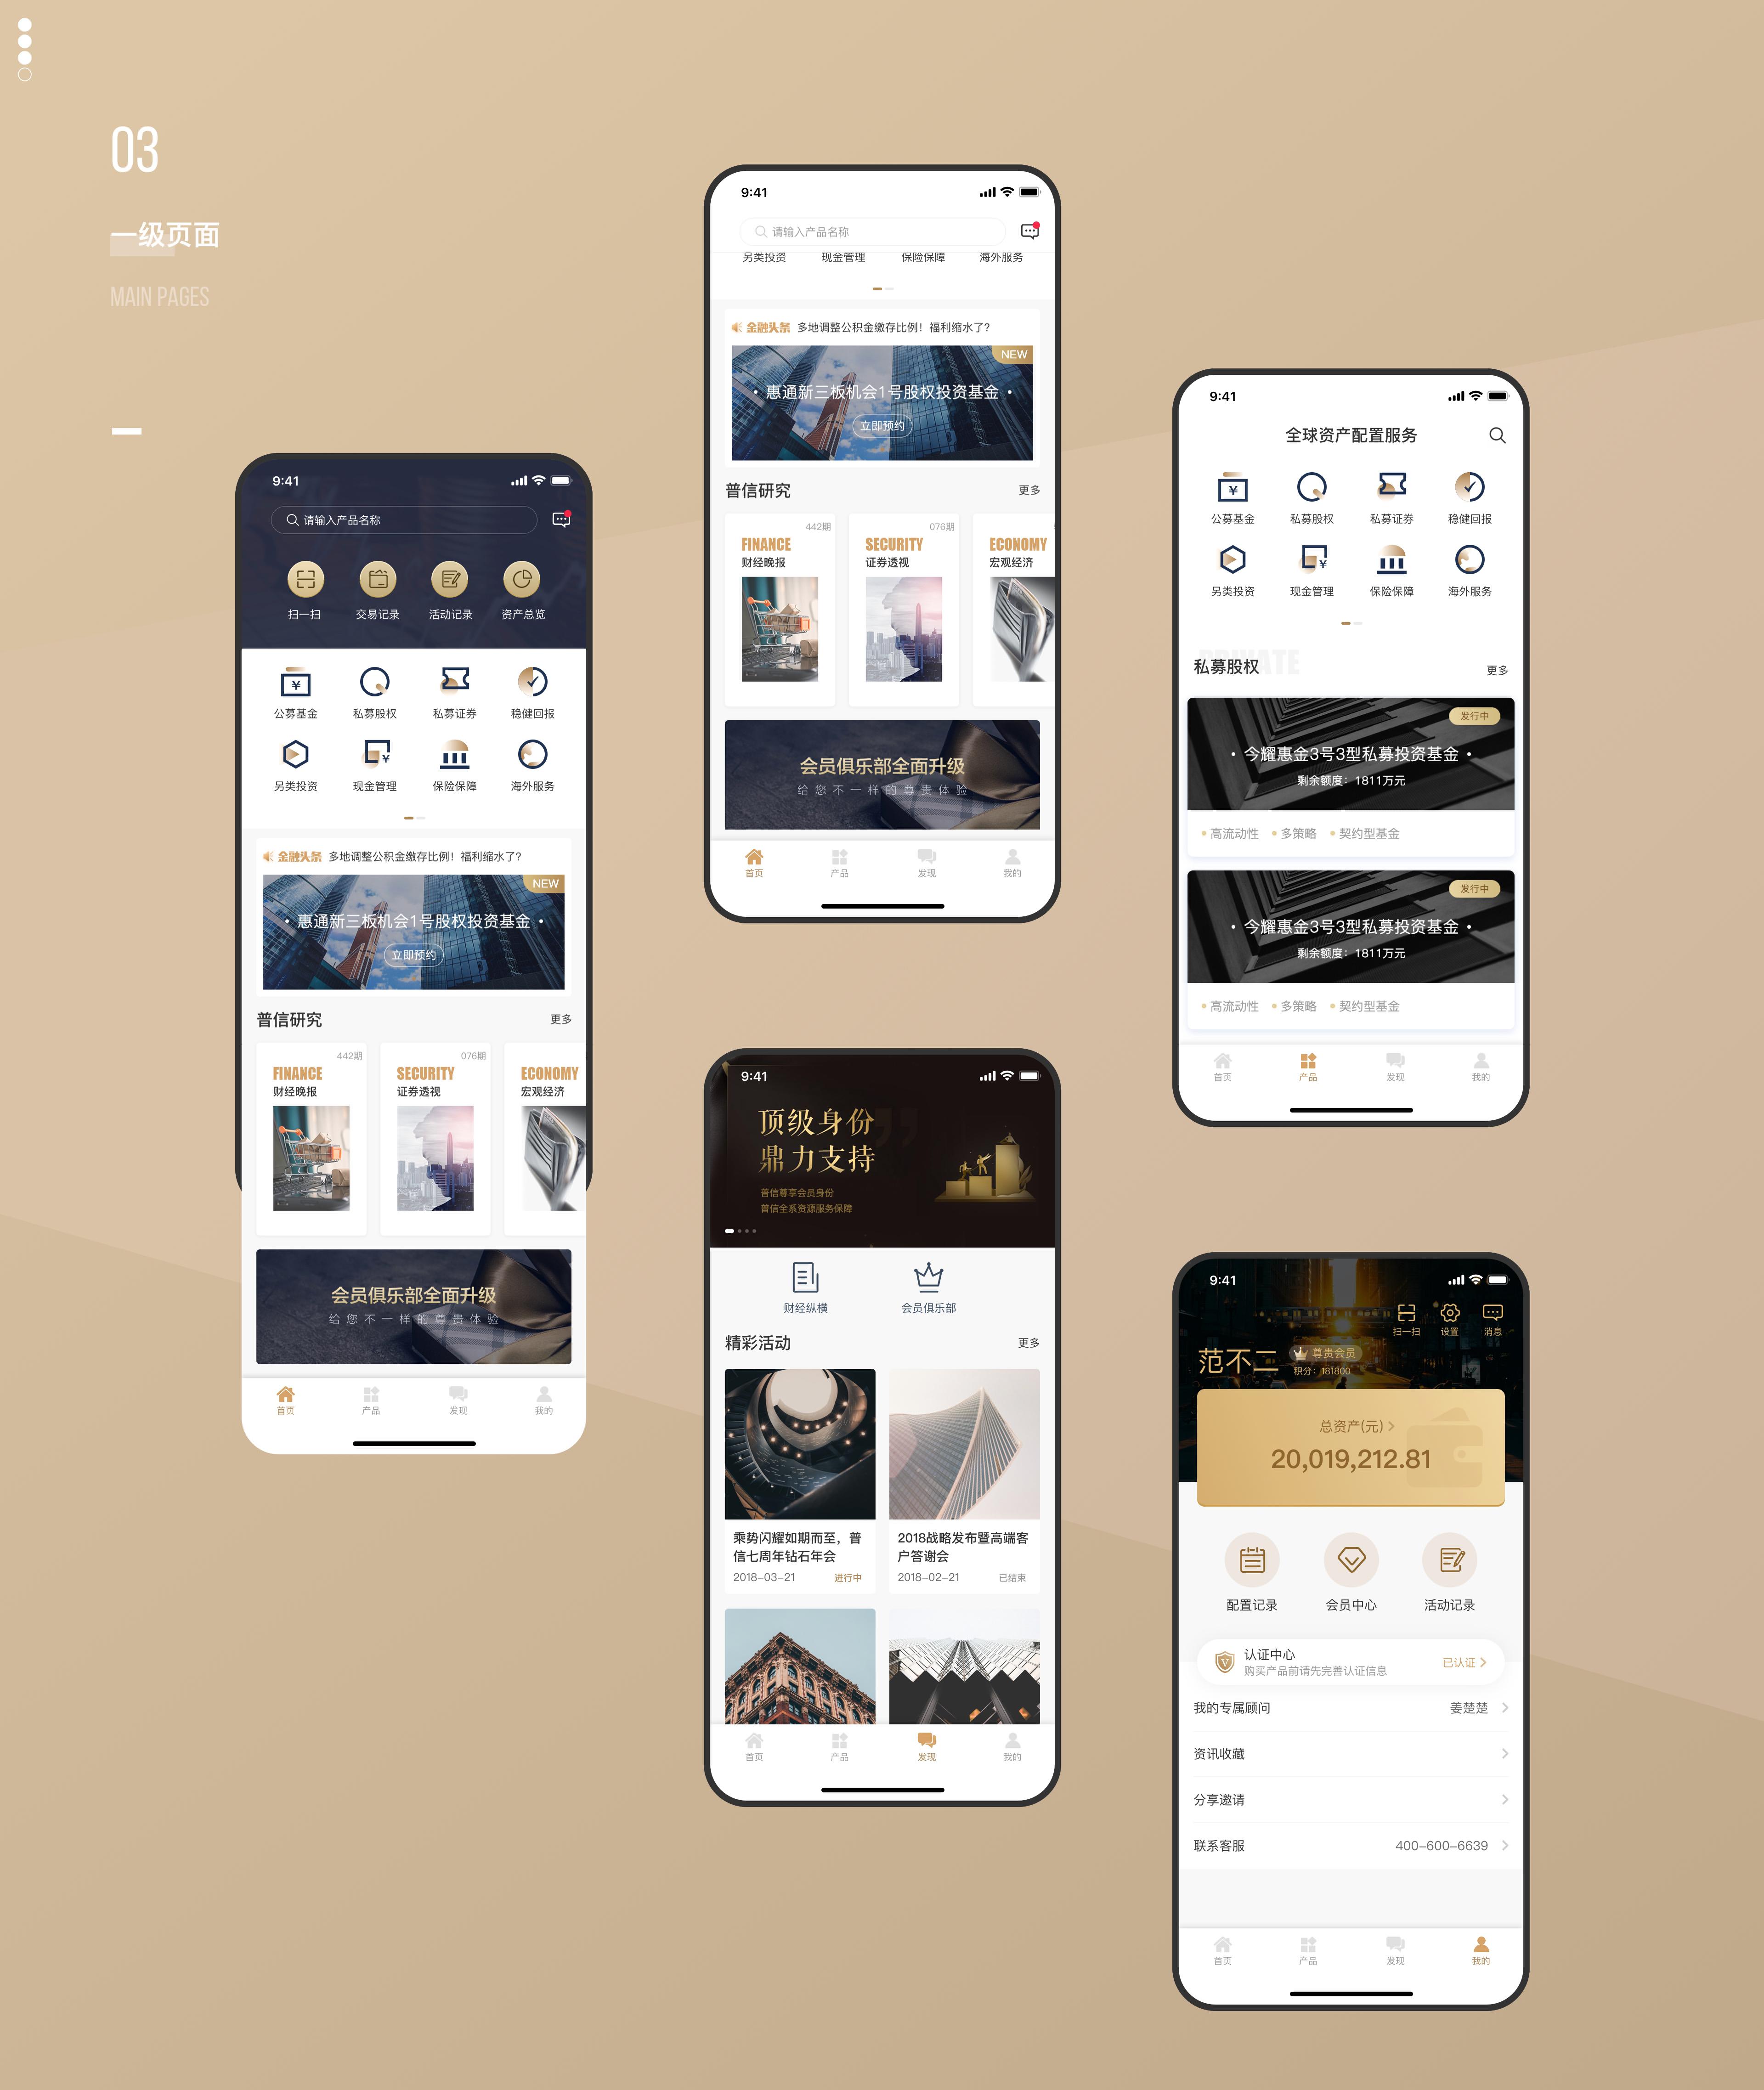 03
一级页面
MAIN PAGES
9:41
请输入产品名称
扫一扫 交易记录 活动记录 资产总览
公募基金 私募股权 私募证券 稳健回报
另类投资 现金管理 保险保障 海外服务
金融头条 多地调整公积金缴存比例！福利缩水了？
NEW
• 惠通新三板机会1号股权投资基金 •
立即预约
普信研究 更多
442期 076期
FINANCE SECURITY ECONOMY
财经晚报 证券透视 宏观经济
会员俱乐部全面升级
给您不一样的尊贵体验
首页 产品 发现 我的
9:41
请输入产品名称
另类投资 现金管理 保险保障 海外服务
金融头条 多地调整公积金缴存比例！福利缩水了？
NEW
• 惠通新三板机会1号股权投资基金 •
立即预约
普信研究 更多
442期 076期
FINANCE SECURITY ECONOMY
财经晚报 证券透视 宏观经济
会员俱乐部全面升级
给您不一样的尊贵体验
首页 产品 发现 我的
9:41
顶级身份
鼎力支持
普信尊享会员身份
普信全系资源服务保障
财经纵横 会员俱乐部
精彩活动 更多
乘势闪耀如期而至，普
信七周年钻石年会
2018-03-21 进行中
2018战略发布暨高端客
户答谢会
2018-02-21 已结束
首页 产品 发现 我的
9:41
全球资产配置服务
公募基金 私募股权 私募证券 稳健回报
另类投资 现金管理 保险保障 海外服务
PRIVATE
私募股权 更多
发行中
• 今耀惠金3号3型私募投资基金 •
剩余额度：1811万元
高流动性 多策略 契约型基金
发行中
• 今耀惠金3号3型私募投资基金 •
剩余额度：1811万元
高流动性 多策略 契约型基金
首页 产品 发现 我的
9:41
扫一扫 设置 消息
范不二 尊贵会员
积分：181800
总资产(元)
20,019,212.81
配置记录 会员中心 活动记录
认证中心
购买产品前请先完善认证信息
已认证
我的专属顾问 姜楚楚
资讯收藏
分享邀请
联系客服 400-600-6639
首页 产品 发现 我的